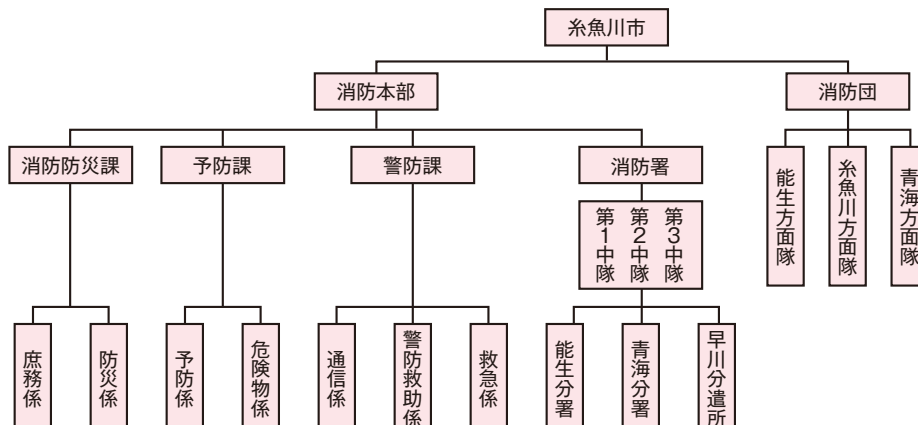 糸魚川市
消防本部
消防団
消防防災課
予防課
警防課
消防署
能生方面隊
糸魚川方面隊
青海方面隊
第1中隊
第2中隊
第3中隊
庶務係
防災係
予防係
危険物係
通信係
警防救助係
救急係
能生分署
青海分署
早川分遣所